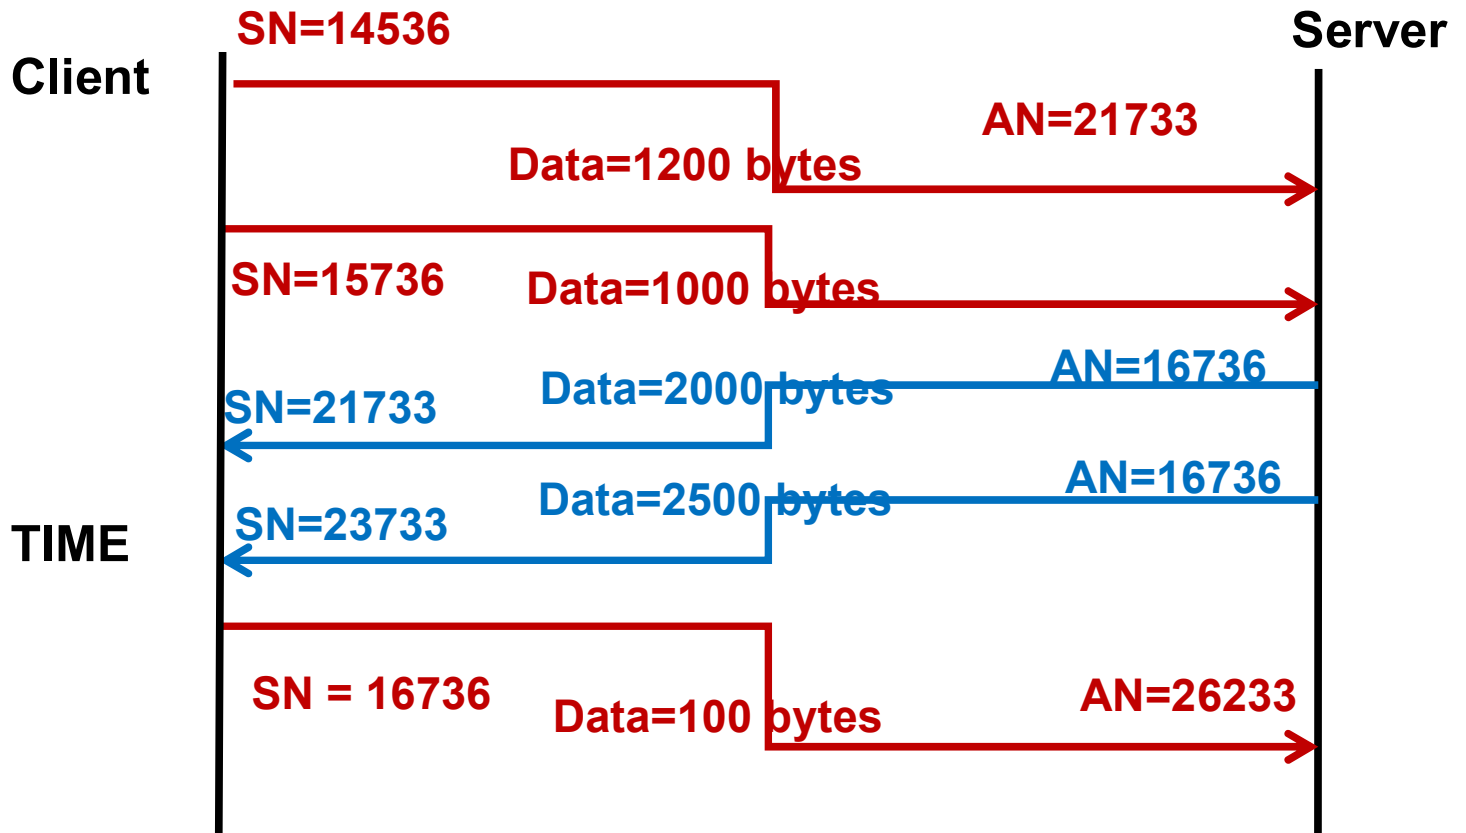 SN=14536
Server
Client
AN=21733
Data=1200 bytes
SN=15736
Data=1000 bytes
AN=16736
Data=2000 bytes
SN=21733
AN=16736
Data=2500 bytes
SN=23733
TIME
SN = 16736
Data=100 bytes
AN=26233